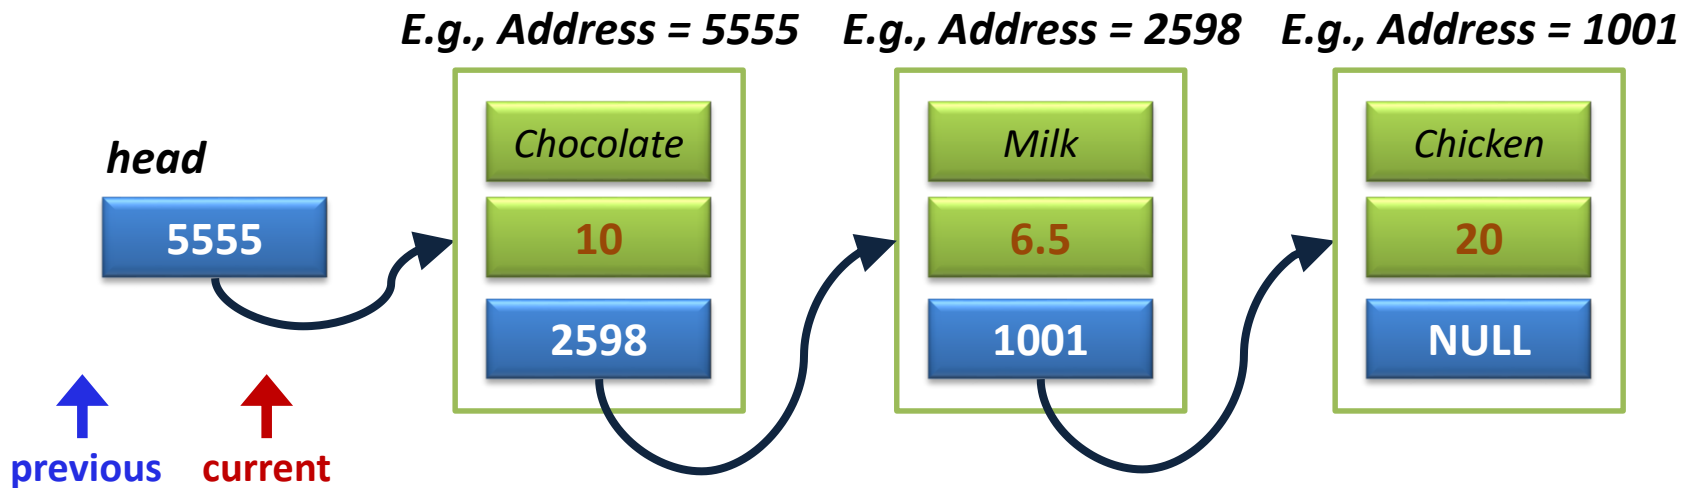 E.g., Address = 5555 E.g., Address = 2598 E.g., Address = 1001
head
Chocolate Milk Chicken
5555 10 6.5 20
2598 1001 NULL
previous current